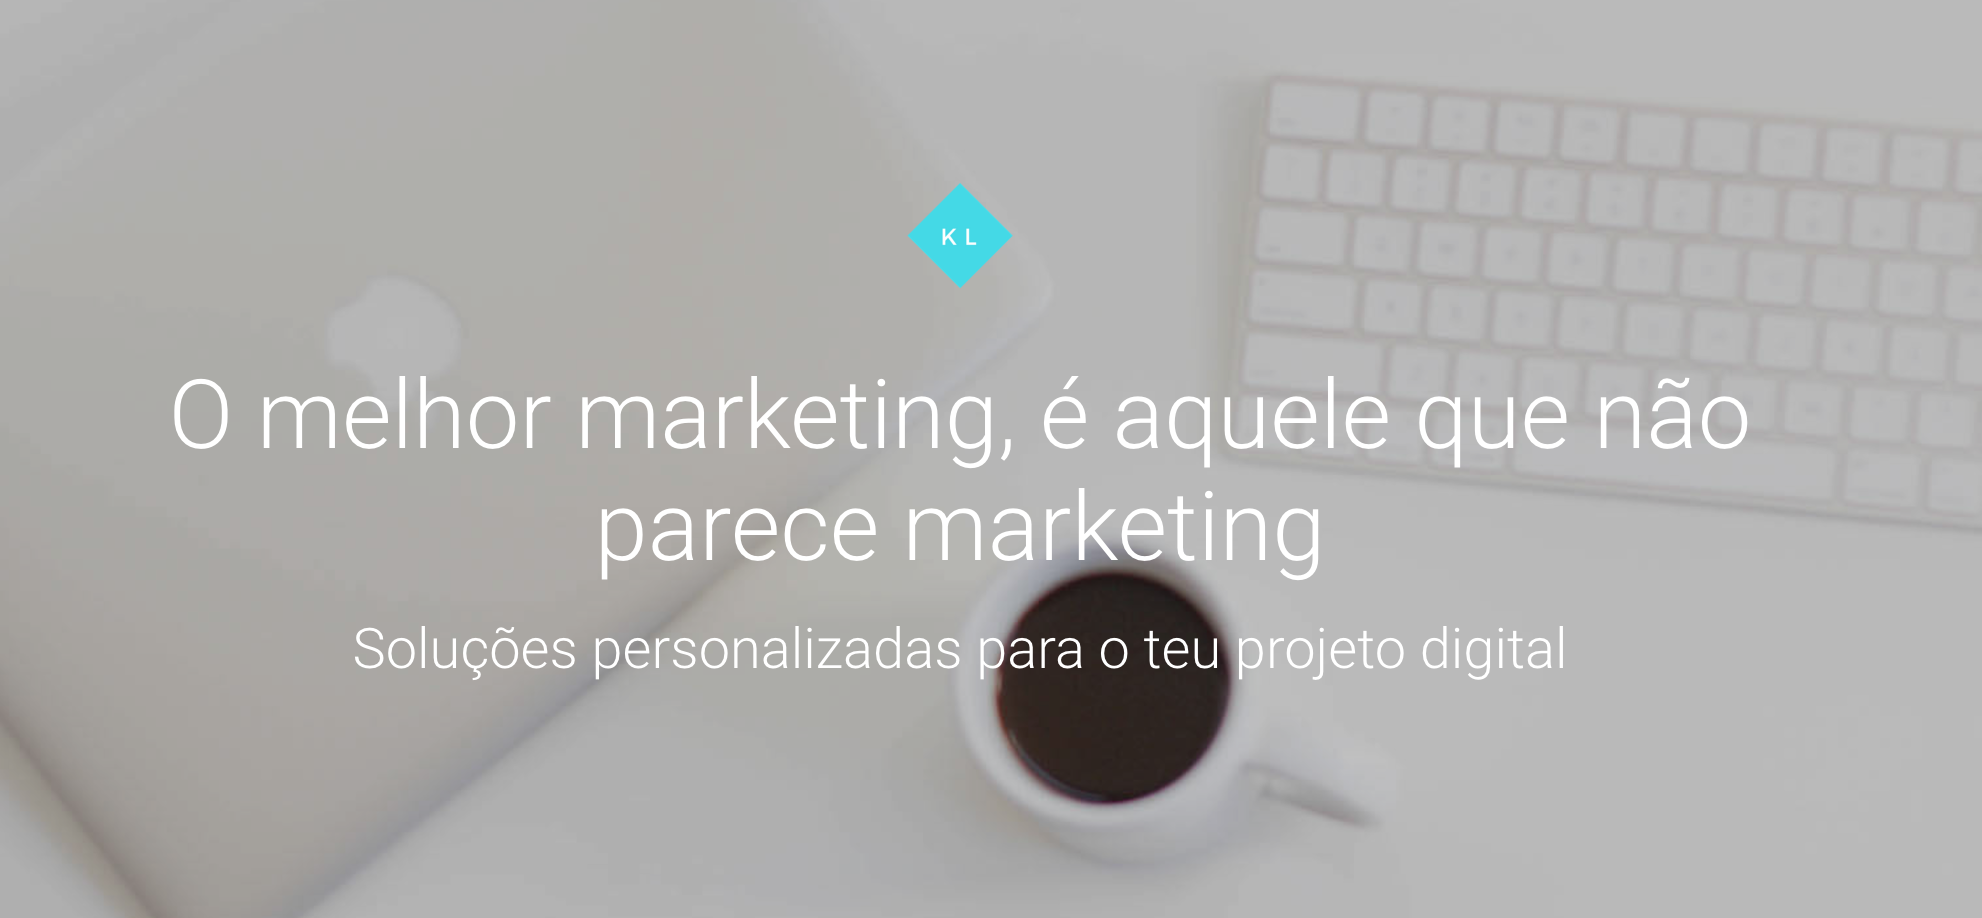 K L
O melhor marketing, é aquele que não
parece marketing
Soluções personalizadas para o teu projeto digital